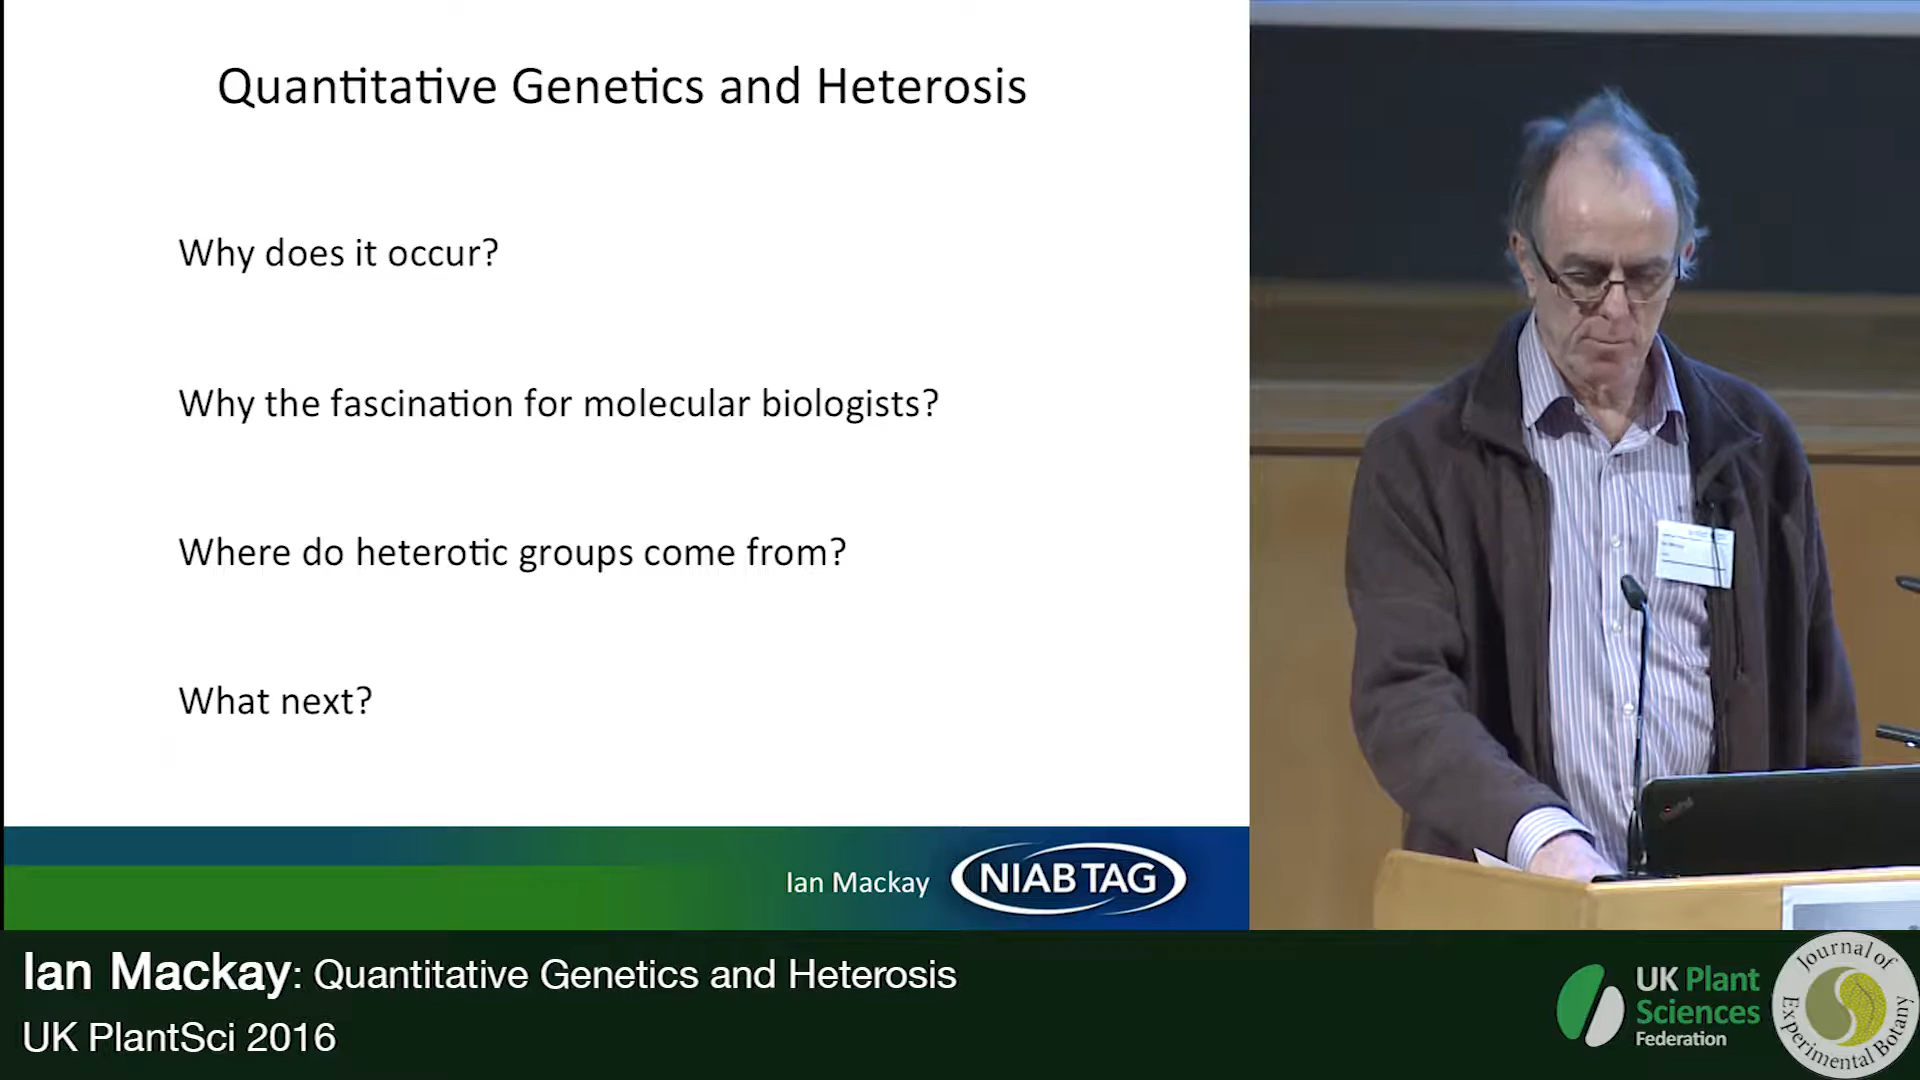 Quantitative Genetics and Heterosis
Why does it occur?
Why the fascination for molecular biologists?
Where do heterotic groups come from?
What next?
Ian Mackay
NIAB TAG
Ian Mackay: Quantitative Genetics and Heterosis
UK PlantSci 2016
UK Plant
Sciences
Federation
Journal of
Experimental Botany